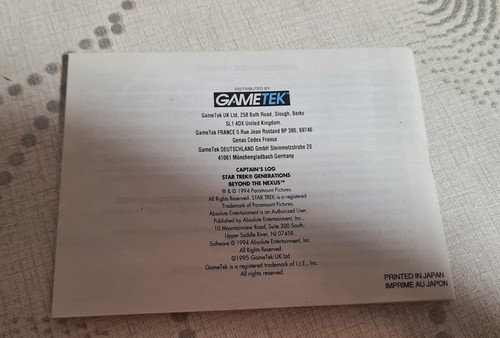 DISTRIBUTED BY
GAMETEK
GameTek UK Ltd, 258 Bath Road, Slough, Berks
SL1 4DX United Kingdom
GameTek FRANCE 5 Rue Jean Rostand BP 380, 69746
Genas Cedex France
GameTek DEUTSCHLAND GmbH Steinmetzstraße 20
41061 Münchengladbach Germany
CAPTAIN'S LOG
STAR TREK® GENERATIONS
BEYOND THE NEXUS™
® & © 1994 Paramount Pictures.
All Rights Reserved. STAR TREK is a registered
Trademark of Paramount Pictures.
Absolute Entertainment is an Authorized User.
Published by Absolute Entertainment, Inc.,
10 Mountainview Road, Suite 300 South,
Upper Saddle River, NJ 07458.
Software © 1994 Absolute Entertainment, Inc.
All Rights Reserved.
©1995 GameTek UK Ltd
GameTek is a registered trademark of I.J.E., Inc.
All rights reserved.
PRINTED IN JAPAN
IMPRIME AU JAPON